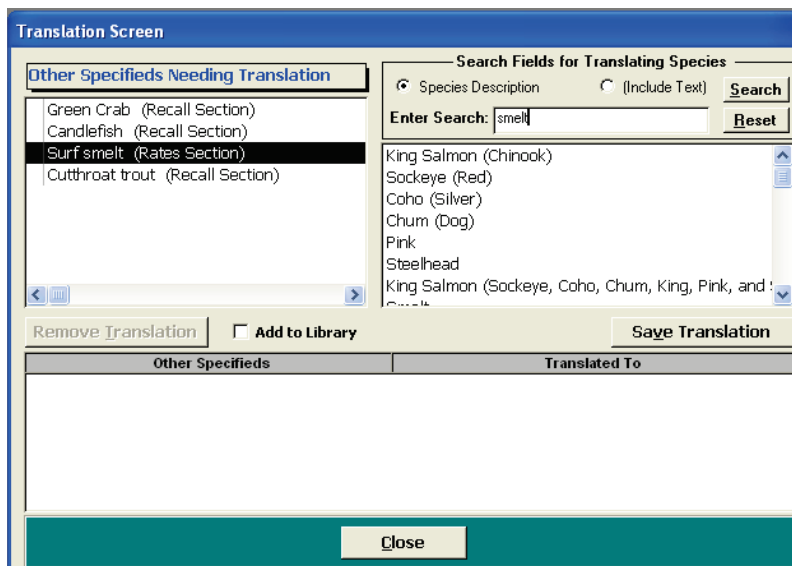 Translation Screen
Other Specifieds Needing Translation
Green Crab (Recall Section)
Candlefish (Recall Section)
Surf smelt (Rates Section)
Cutthroat trout (Recall Section)
Search Fields for Translating Species
Species Description
(Include Text)
Search
Enter Search: smelt
Reset
King Salmon (Chinook)
Sockeye (Red)
Coho (Silver)
Chum (Dog)
Pink
Steelhead
King Salmon (Sockeye, Coho, Chum, King, Pink, and
Smelt
Remove Translation
Add to Library
Save Translation
Other Specifieds
Translated To
Close